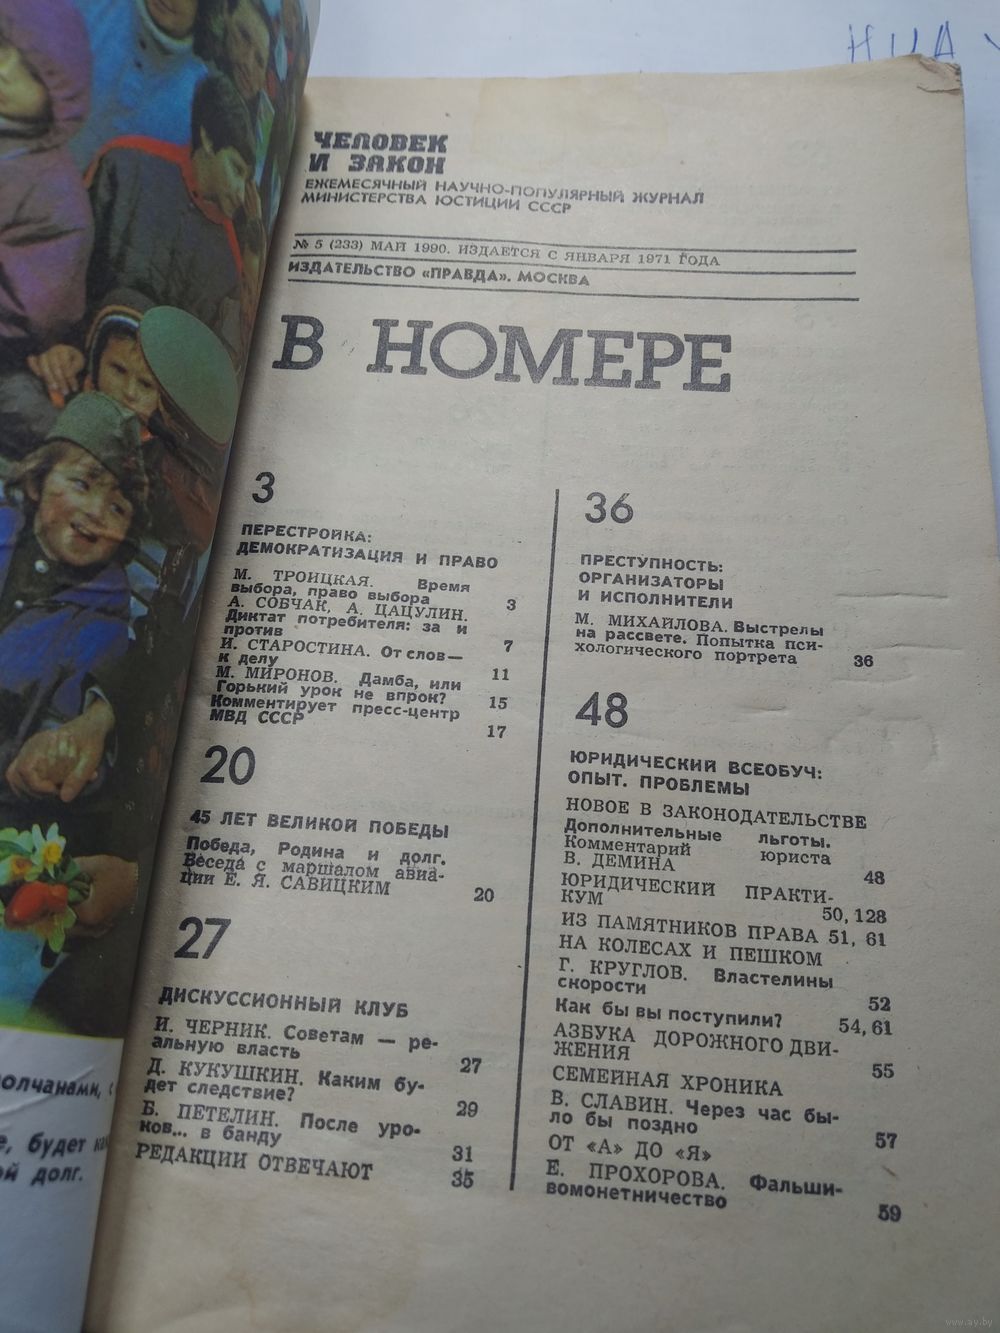 НИА
ЧЕЛОВЕК
И ЗАКОН
ЕЖЕМЕСЯЧНЫЙ НАУЧНО-ПОПУЛЯРНЫЙ ЖУРНАЛ
МИНИСТЕРСТВА ЮСТИЦИИ СССР
№ 5 (233) МАЙ 1990. ИЗДАЕТСЯ С ЯНВАРЯ 1971 ГОДА
ИЗДАТЕЛЬСТВО «ПРАВДА». МОСКВА
В НОМЕРЕ
3
ПЕРЕСТРОЙКА:
ДЕМОКРАТИЗАЦИЯ И ПРАВО
М. ТРОИЦКАЯ. Время
выбора, право выбора 3
А. СОБЧАК, А. ЦАЦУЛИН.
Диктат потребителя: за и
против 7
И. СТАРОСТИНА. От слов —
к делу 11
М. МИРОНОВ. Дамба, или
Горький урок не впрок? 15
Комментирует пресс-центр
МВД СССР 17
20
45 ЛЕТ ВЕЛИКОЙ ПОБЕДЫ
Победа, Родина и долг.
Беседа с маршалом авиа-
ции Е. Я. САВИЦКИМ 20
27
ДИСКУССИОННЫЙ КЛУБ
И. ЧЕРНИК. Советам — ре-
альную власть 27
Д. КУКУШКИН. Каким бу-
дет следствие? 29
Б. ПЕТЕЛИН. После уро-
ков... в банду 31
РЕДАКЦИИ ОТВЕЧАЮТ 35
36
ПРЕСТУПНОСТЬ:
ОРГАНИЗАТОРЫ
И ИСПОЛНИТЕЛИ
М. МИХАЙЛОВА. Выстрелы
на рассвете. Попытка пси-
хологического портрета 36
48
ЮРИДИЧЕСКИЙ ВСЕОБУЧ:
ОПЫТ. ПРОБЛЕМЫ
НОВОЕ В ЗАКОНОДАТЕЛЬСТВЕ
Дополнительные льготы.
Комментарий юриста
В. ДЕМИНА 48
ЮРИДИЧЕСКИЙ ПРАКТИ-
КУМ 50, 128
ИЗ ПАМЯТНИКОВ ПРАВА 51, 61
НА КОЛЕСАХ И ПЕШКОМ
Г. КРУГЛОВ. Властелины
скорости 52
Как бы вы поступили? 54, 61
АЗБУКА ДОРОЖНОГО ДВИ-
ЖЕНИЯ 55
СЕМЕЙНАЯ ХРОНИКА
В. СЛАВИН. Через час бы-
ло бы поздно 57
ОТ «А» ДО «Я»
Е. ПРОХОРОВА. Фальши-
вомонетничество 59
олчанами, с
е, будет ка
ой долг.
www.ay.by